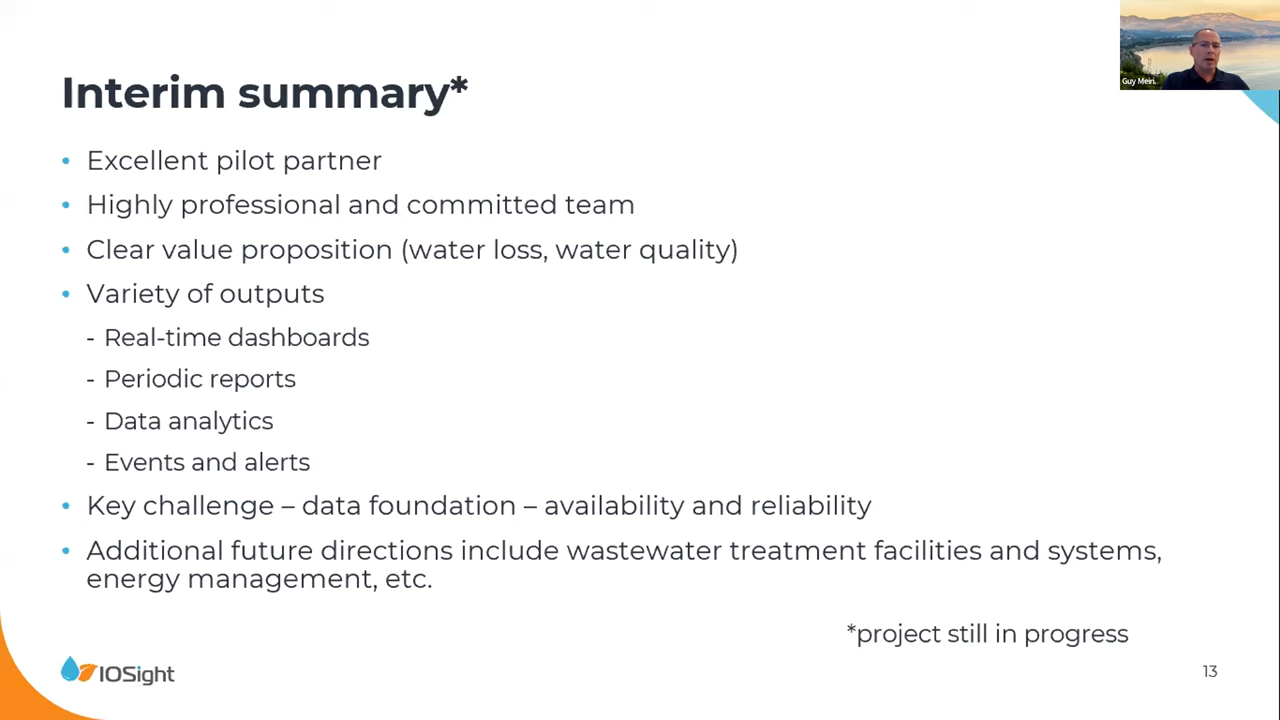 Guy Meiri..
Interim summary*
• Excellent pilot partner
• Highly professional and committed team
• Clear value proposition (water loss, water quality)
• Variety of outputs
- Real-time dashboards
- Periodic reports
- Data analytics
- Events and alerts
• Key challenge – data foundation – availability and reliability
• Additional future directions include wastewater treatment facilities and systems,
energy management, etc.
*project still in progress
IOSight
13